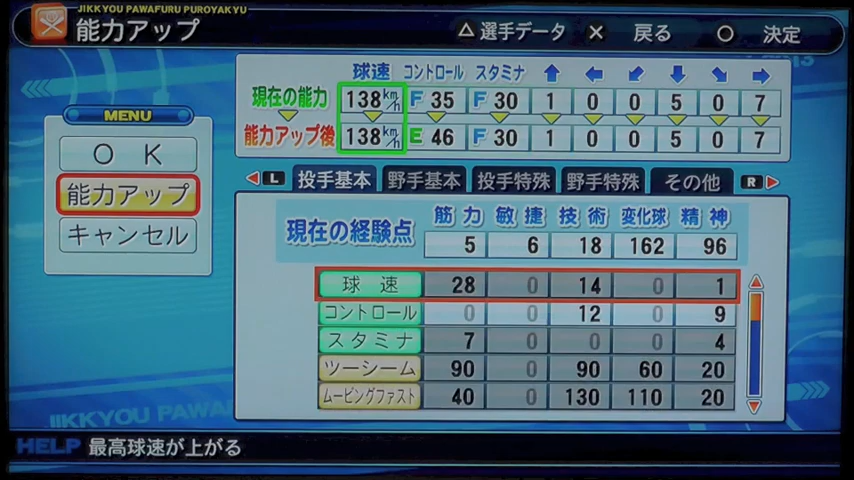 JIKKYOU PAWAFURU PUROYAKYU
能力アップ
△ 選手データ × 戻る ○ 決定
球速 コントロール スタミナ ↑ ← ↙ ↓ ↘ →
現在の能力 138km/h F 35 F 30 1 0 0 5 0 7
能力アップ後 138km/h E 46 F 30 1 0 0 5 0 7
MENU
OK
能力アップ
キャンセル
L 投手基本 野手基本 投手特殊 野手特殊 その他 R
筋力 敏捷 技術 変化球 精神
現在の経験点 5 6 18 162 96
球速 28 0 14 0 1
コントロール 0 0 12 0 9
スタミナ 7 0 0 0 4
ツーシーム 90 0 90 60 20
ムービングファスト 40 0 130 110 20
JIKKYOU PAWA
HELP 最高球速が上がる